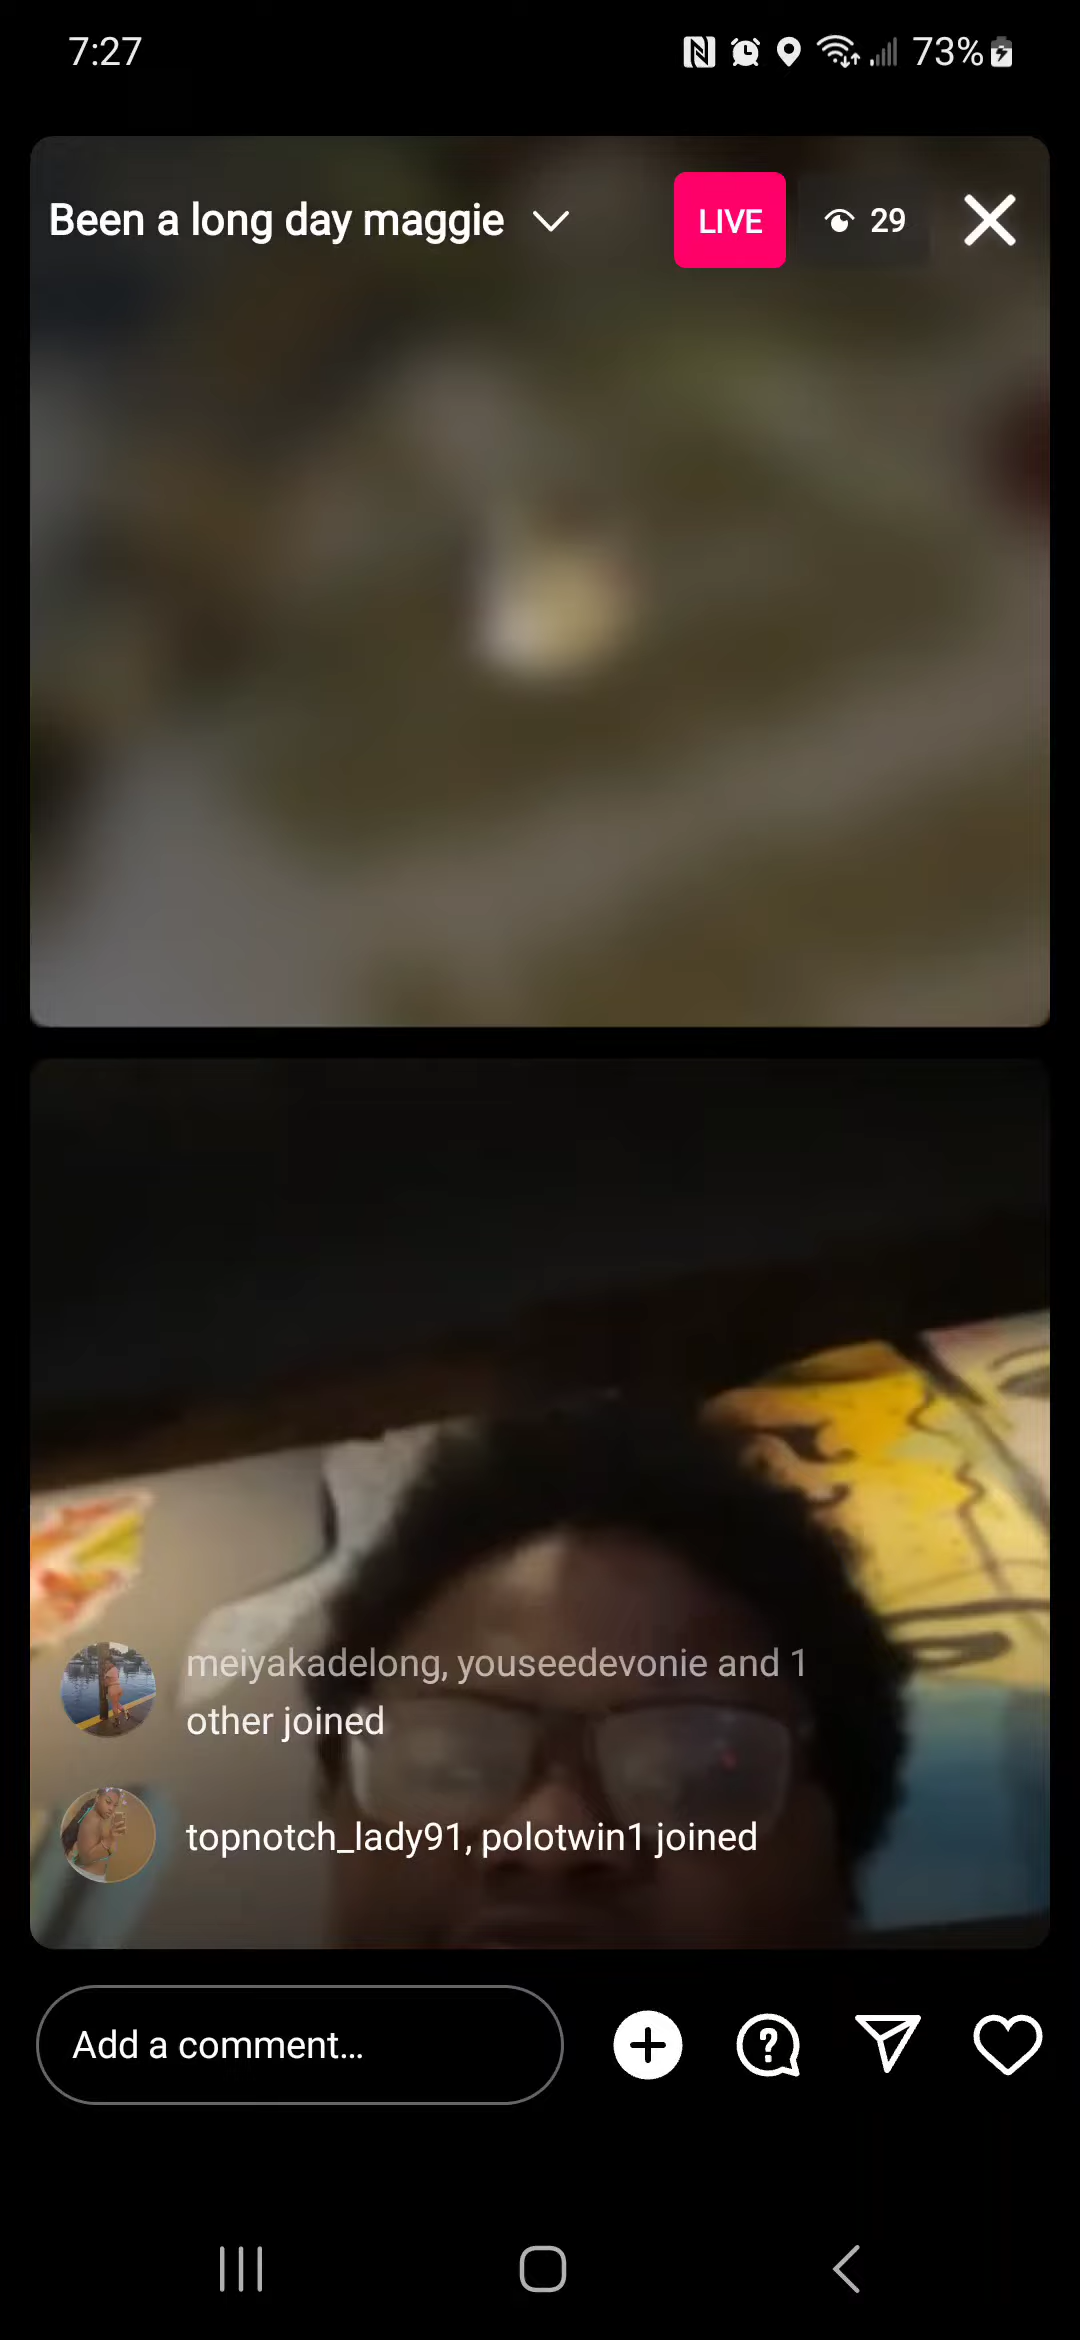 7:27
73%
Been a long day maggie
LIVE
29
meiyakadelong, youseedevonie and 1
other joined
topnotch_lady91, polotwin1 joined
Add a comment...